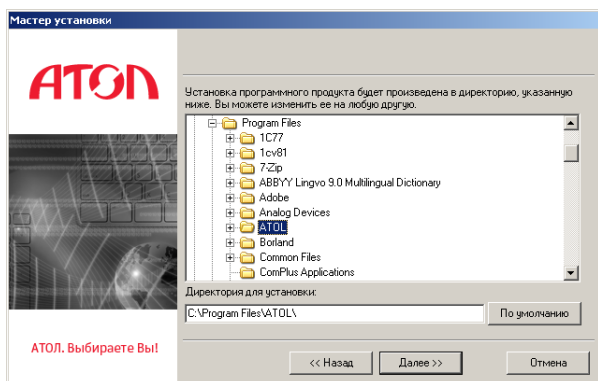 Мастер установки
АТОЛ
Установка программного продукта будет произведена в директорию, указанную
ниже. Вы можете изменить ее на любую другую.
Program Files
1C77
1cv81
7-Zip
ABBYY Lingvo 9.0 Multilingual Dictionary
Adobe
Analog Devices
ATOL
Borland
Common Files
ComPlus Applications
Директория для установки:
C:\Program Files\ATOL\
По умолчанию
АТОЛ. Выбираете Вы!
<< Назад
Далее >>
Отмена